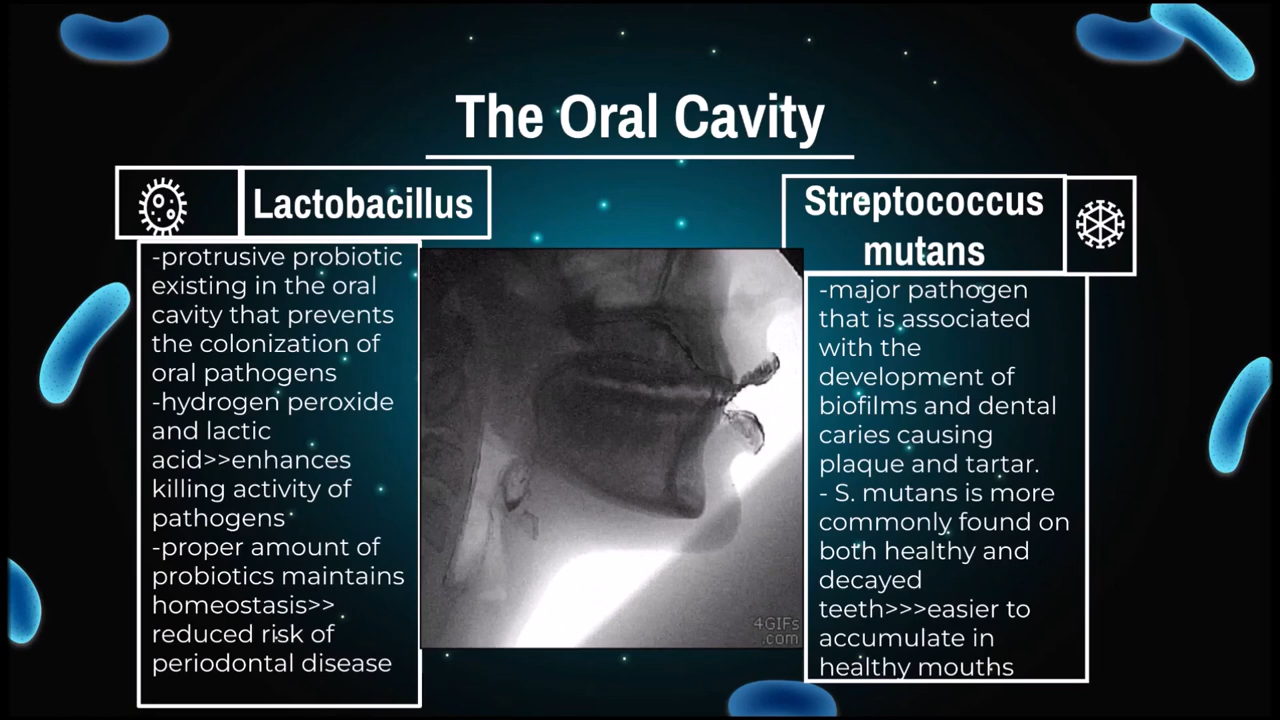 The Oral Cavity
Lactobacillus
-protrusive probiotic
existing in the oral
cavity that prevents
the colonization of
oral pathogens
-hydrogen peroxide
and lactic
acid>>enhances
killing activity of
pathogens
-proper amount of
probiotics maintains
homeostasis>>
reduced risk of
periodontal disease
4GIFs
.com
Streptococcus
mutans
-major pathogen
that is associated
with the
development of
biofilms and dental
caries causing
plaque and tartar.
- S. mutans is more
commonly found on
both healthy and
decayed
teeth>>>easier to
accumulate in
healthy mouths